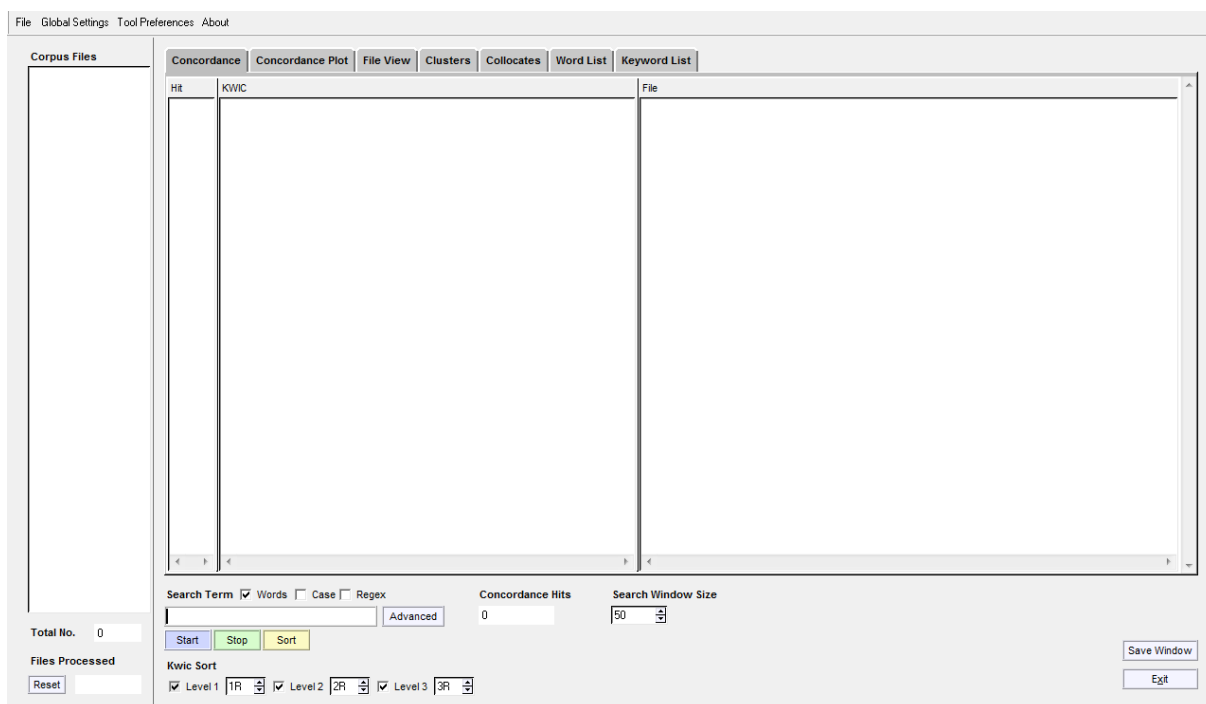 File Global Settings Tool Preferences About
Corpus Files
Concordance Concordance Plot File View Clusters Collocates Word List Keyword List
Hit KWIC File
Search Term Words Case Regex Concordance Hits Search Window Size
Advanced 0 50
Total No. 0
Start Stop Sort
Save Window
Files Processed
Kwic Sort
Reset
Level 1 1R Level 2 2R Level 3 3R
Exit